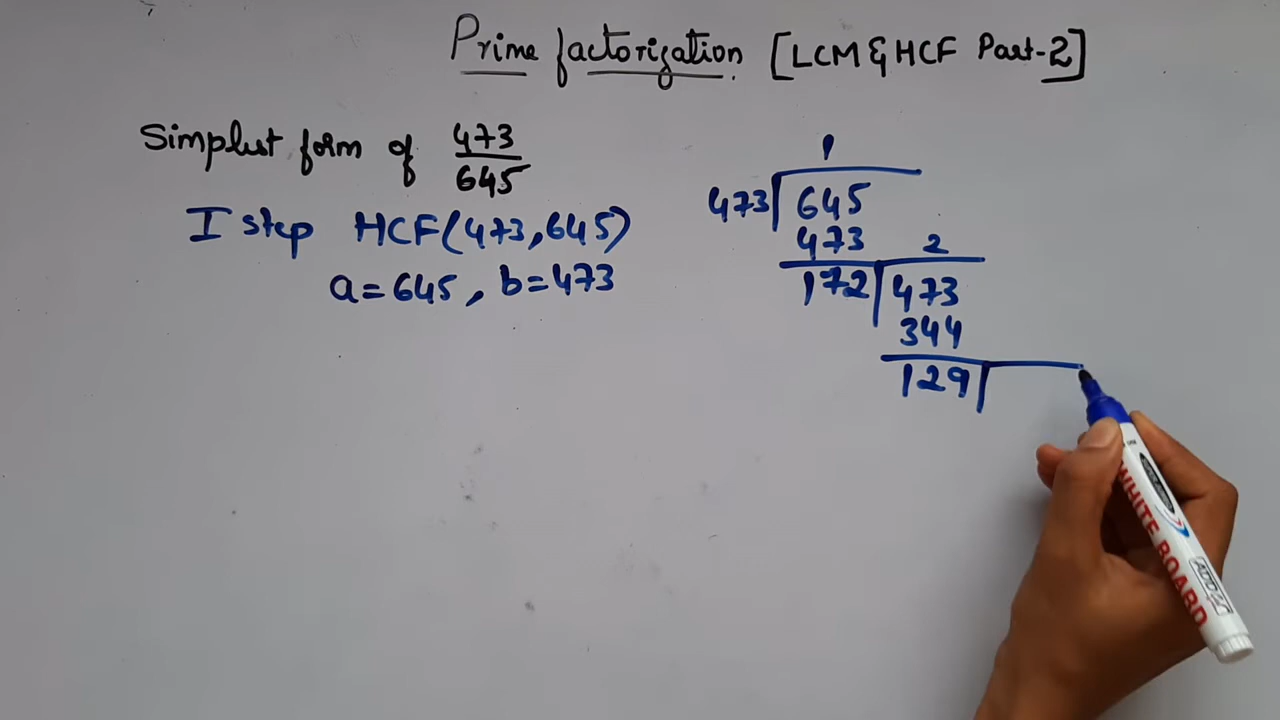 Prime factorization [LCM & HCF Part-2]
Simplest form of 473/645
I step HCF(473,645)
a=645, b=473
1
473 645
473 2
172 473
344
129
WHITE BOARD